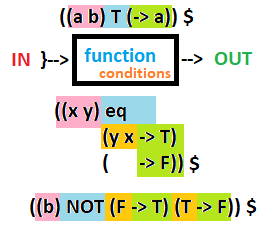 ((a b) T (-> a)) $
IN }--> function conditions --> OUT
((x y) eq
(y x -> T)
( -> F)) $
((b) NOT (F -> T) (T -> F)) $